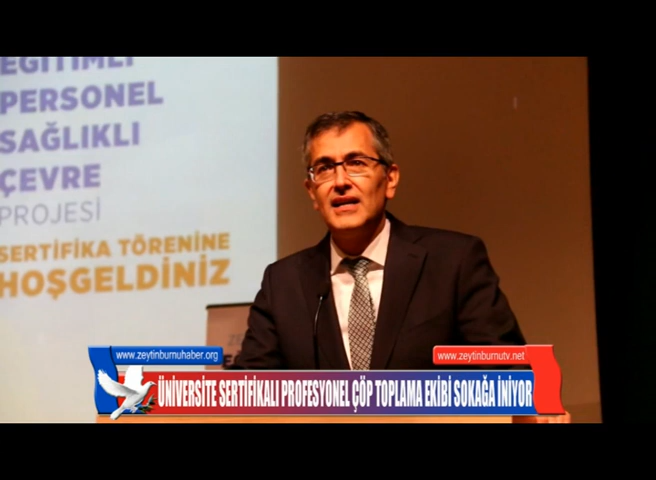 EĞİTİMLİ
PERSONEL
SAĞLIKLI
ÇEVRE
PROJESİ
SERTİFİKA TÖRENİNE
HOŞGELDİNİZ
www.zeytinburnuhaber.org
www.zeytinburnutv.net
ÜNİVERSİTE SERTİFİKALI PROFESYONEL ÇÖP TOPLAMA EKİBİ SOKAĞA İNİYOR